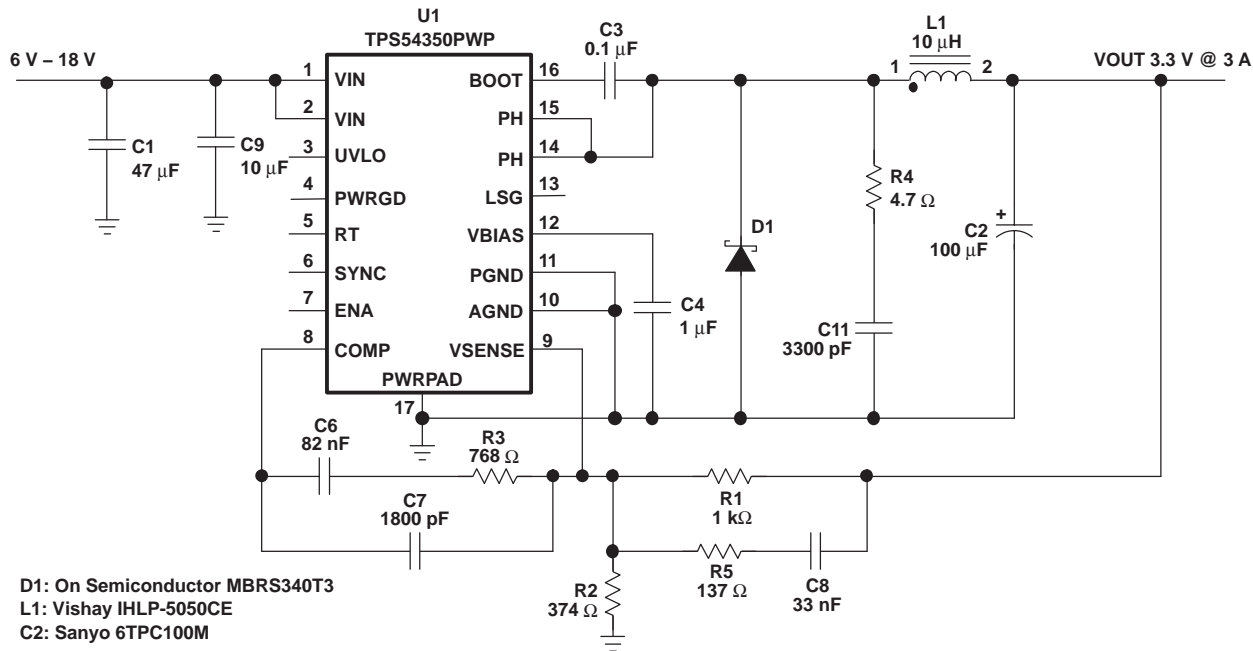 U1
TPS54350PWP
C3
0.1 µF
L1
10 µH
6 V – 18 V
VOUT 3.3 V @ 3 A
1 VIN
BOOT 16
1 2
2 VIN
PH 15
C1
47 µF
C9
10 µF
3 UVLO
PH 14
4 PWRGD
LSG 13
R4
4.7 Ω
5 RT
VBIAS 12
D1
C2
100 µF
+
6 SYNC
PGND 11
7 ENA
AGND 10
C4
1 µF
C11
3300 pF
8 COMP
VSENSE 9
PWRPAD
17
C6
82 nF
R3
768 Ω
R1
1 kΩ
C7
1800 pF
R5
137 Ω
C8
33 nF
R2
374 Ω
D1: On Semiconductor MBRS340T3
L1: Vishay IHLP-5050CE
C2: Sanyo 6TPC100M